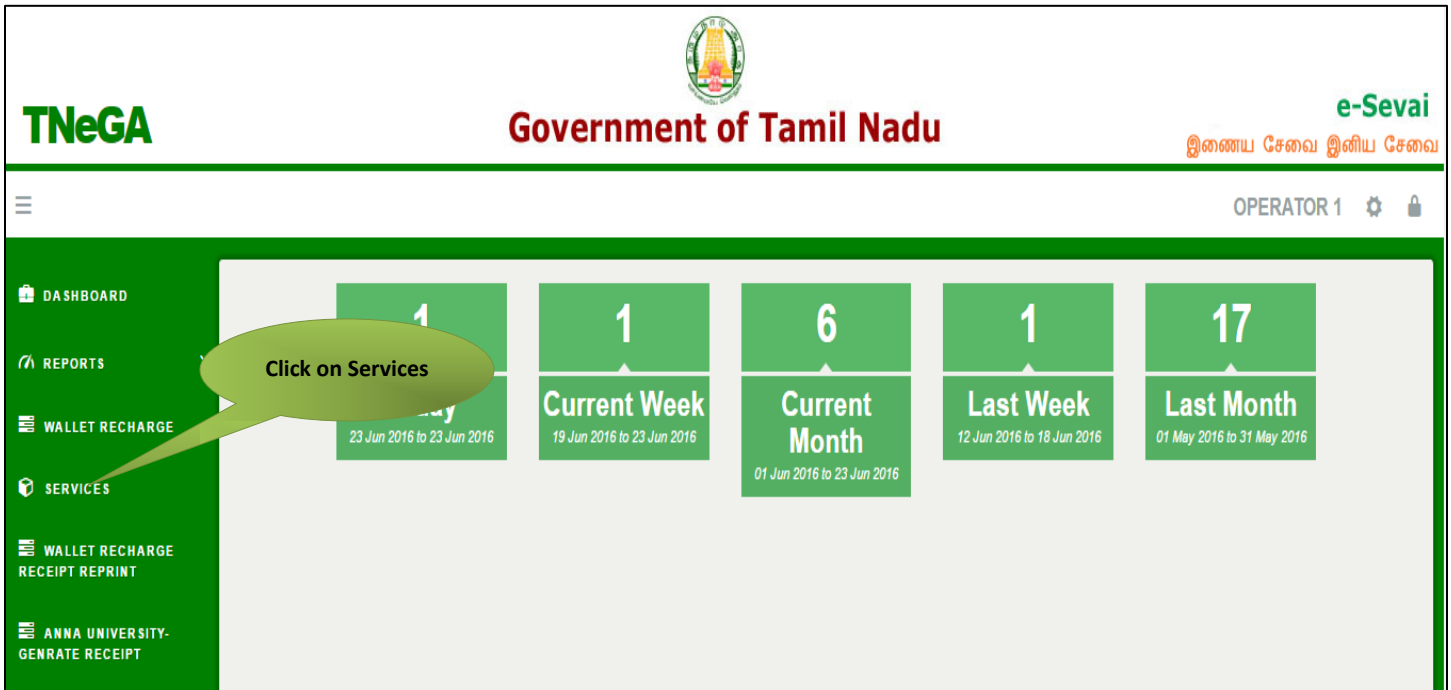 TNeGA
Government of Tamil Nadu
e-Sevai
இணைய சேவை இனிய சேவை
OPERATOR 1
DASHBOARD
REPORTS
WALLET RECHARGE
SERVICES
WALLET RECHARGE
RECEIPT REPRINT
ANNA UNIVERSITY-
GENRATE RECEIPT
Click on Services
1
23 Jun 2016 to 23 Jun 2016
1
Current Week
19 Jun 2016 to 23 Jun 2016
6
Current
Month
01 Jun 2016 to 23 Jun 2016
1
Last Week
12 Jun 2016 to 18 Jun 2016
17
Last Month
01 May 2016 to 31 May 2016